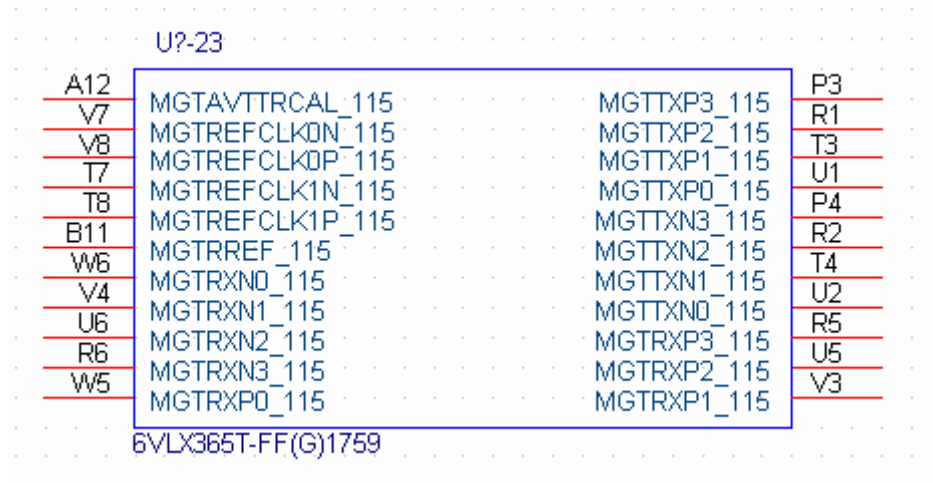 U?-23
A12 MGTAVTTRCAL_115 MGTTXP3_115 P3
V7 MGTREFCLK0N_115 MGTTXP2_115 R1
V8 MGTREFCLK0P_115 MGTTXP1_115 T3
T7 MGTREFCLK1N_115 MGTTXP0_115 U1
T8 MGTREFCLK1P_115 MGTTXN3_115 P4
B11 MGTRREF_115 MGTTXN2_115 R2
W6 MGTRXN0_115 MGTTXN1_115 T4
V4 MGTRXN1_115 MGTTXN0_115 U2
U6 MGTRXN2_115 MGTRXP3_115 R5
R6 MGTRXN3_115 MGTRXP2_115 U5
W5 MGTRXP0_115 MGTRXP1_115 V3
6VLX365T-FF(G)1759